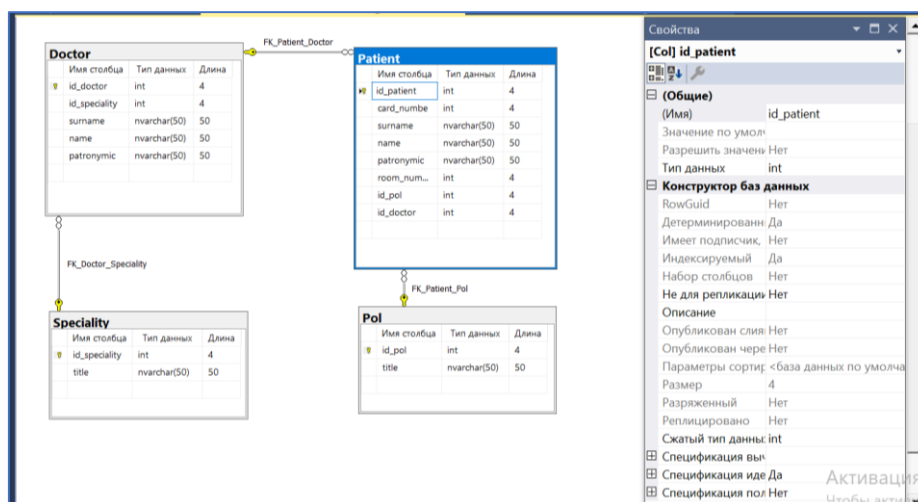 FK_Patient_Doctor
Doctor
Имя столбца Тип данных Длина
id_doctor int 4
id_speciality int 4
surname nvarchar(50) 50
name nvarchar(50) 50
patronymic nvarchar(50) 50
Patient
Имя столбца Тип данных Длина
id_patient int 4
card_numbe int 4
surname nvarchar(50) 50
name nvarchar(50) 50
patronymic nvarchar(50) 50
room_num... int 4
id_pol int 4
id_doctor int 4
FK_Doctor_Speciality
FK_Patient_Pol
Speciality
Имя столбца Тип данных Длина
id_speciality int 4
title nvarchar(50) 50
Pol
Имя столбца Тип данных Длина
id_pol int 4
title nvarchar(50) 50
Свойства
[Col] id_patient
(Общие)
(Имя) id_patient
Значение по умол
Разрешить значен Нет
Тип данных int
Конструктор баз данных
RowGuid Нет
Детерминированн Да
Имеет подписчик, Нет
Индексируемый Да
Набор столбцов Нет
Не для репликаци Нет
Описание
Опубликован слия Нет
Опубликован чере Нет
Параметры сортир <база данных по умолча
Размер 4
Разряженный Нет
Реплицировано Нет
Сжатый тип данны: int
Спецификация выч
Спецификация иде Да
Спецификация пол Нет
Активация
Чтобы акти